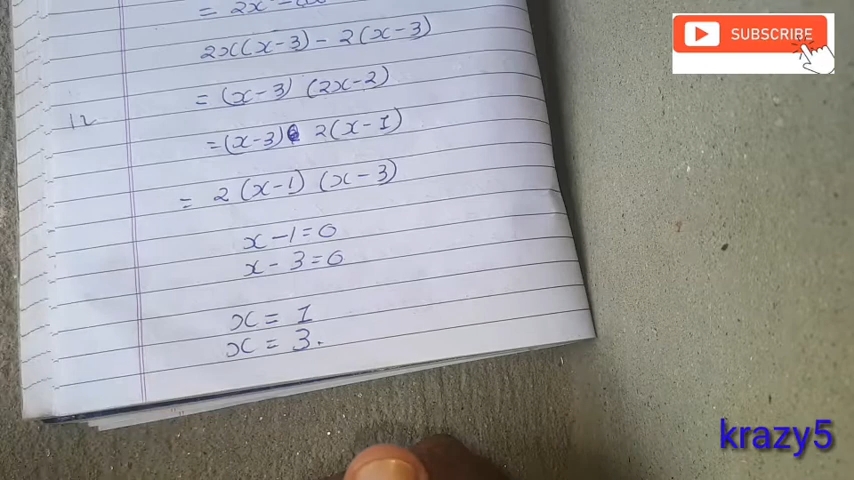 = 2x² -
2x(x-3) - 2(x-3)
= (x-3) (2x-2)
12
= (x-3) 2(x-1)
= 2 (x-1) (x-3)
x-1=0
x-3=0
x = 1
x = 3.
SUBSCRIBE
krazy5